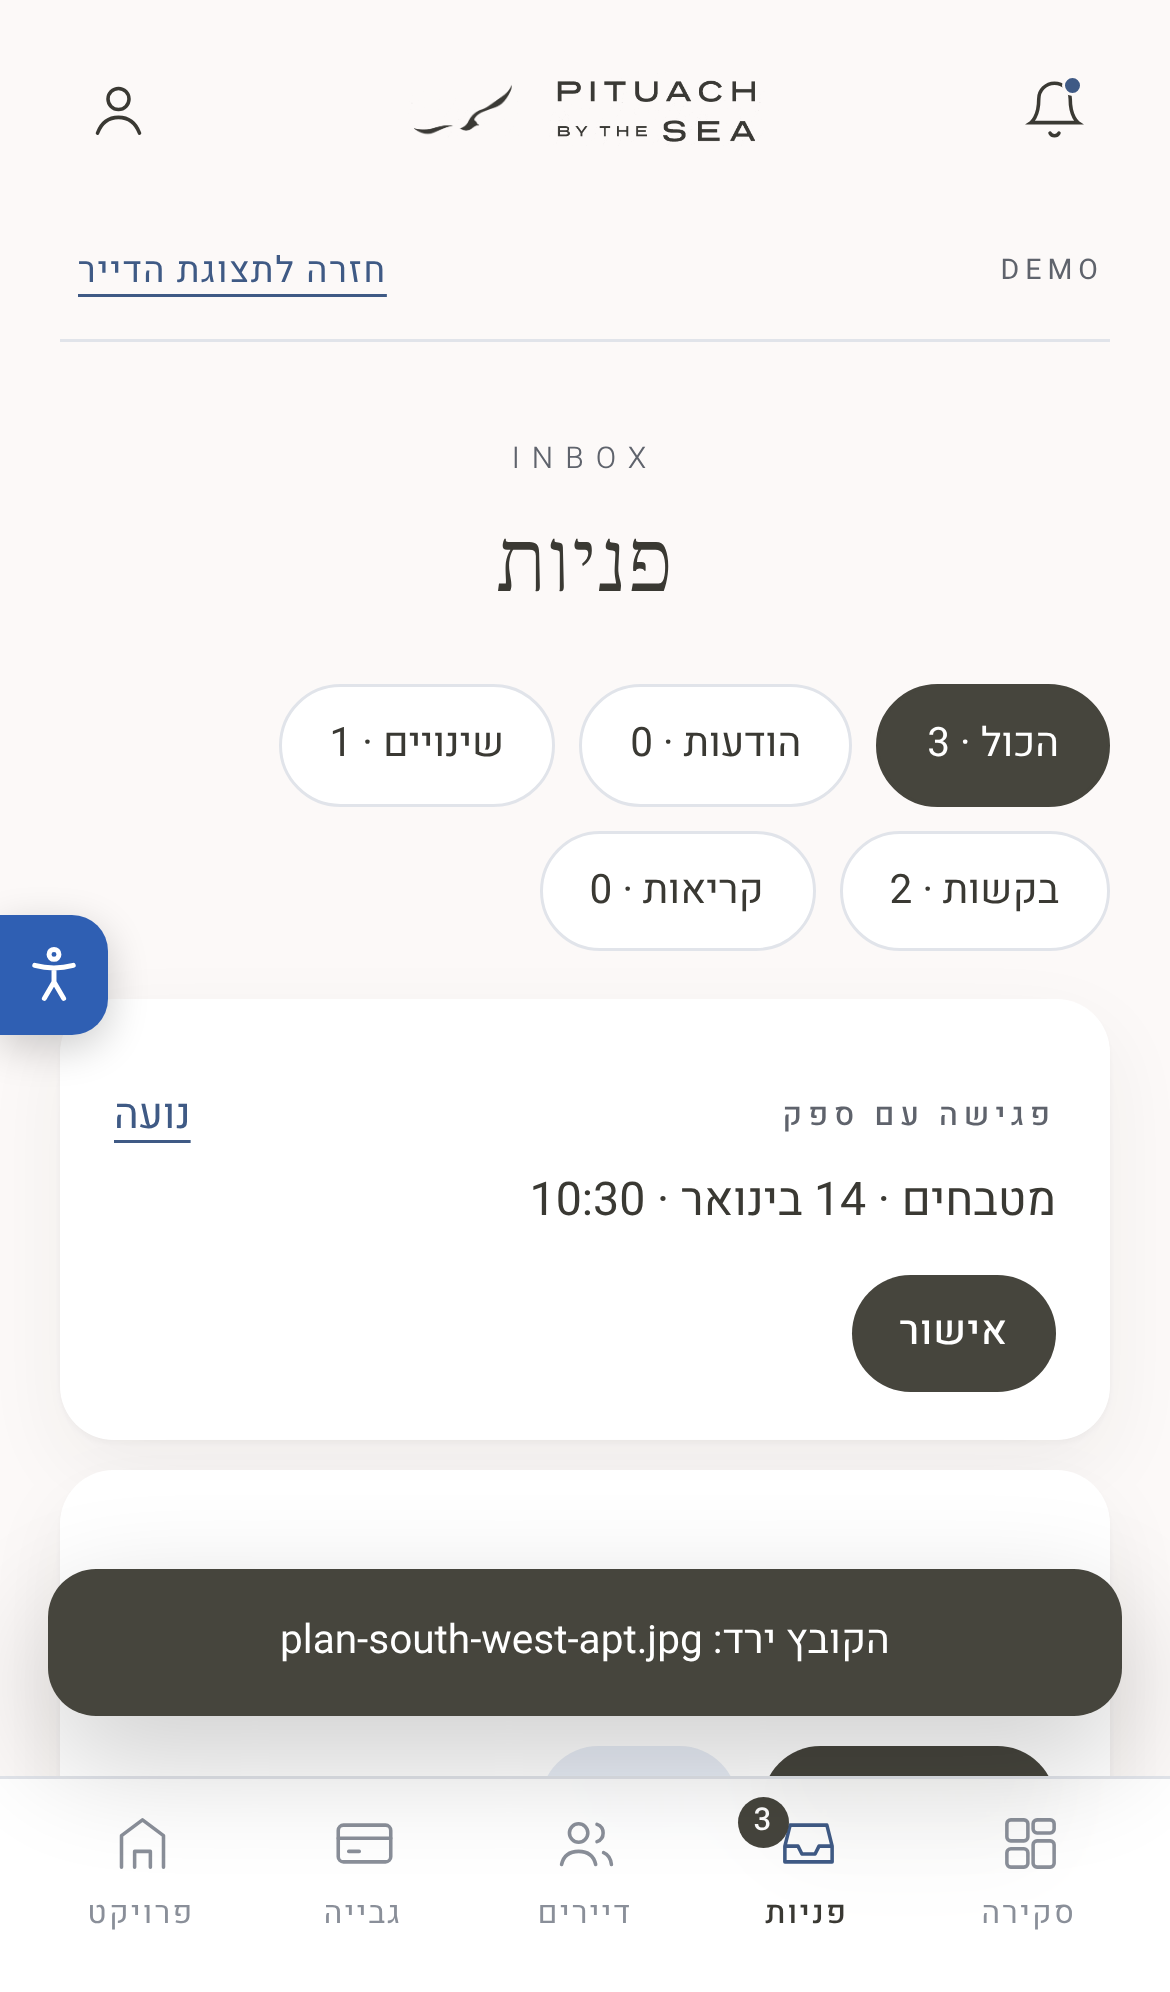 PITUACH
BY THE SEA
DEMO
חזרה לתצוגת הדייר
INBOX
פניות
הכול · 3
הודעות · 0
שינויים · 1
בקשות · 2
קריאות · 0
פגישה עם ספק
נועה
מטבחים · 14 בינואר · 10:30
אישור
הקובץ ירד: plan-south-west-apt.jpg
3
סקירה
פניות
דיירים
גבייה
פרויקט